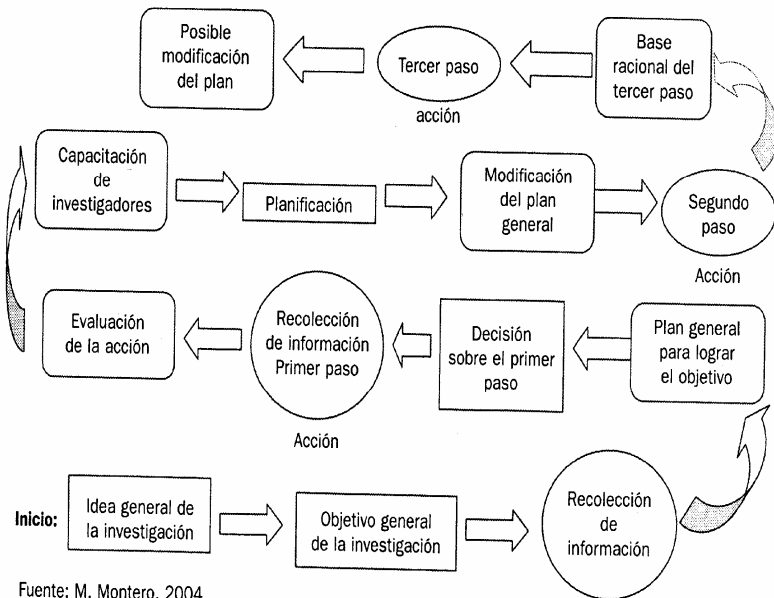 Posible
modificación
del plan
Tercer paso
acción
Base
racional del
tercer paso
Capacitación
de
investigadores
Planificación
Modificación
del plan
general
Segundo
paso
Acción
Evaluación
de la acción
Recolección
de información
Primer paso
Acción
Decisión
sobre el primer
paso
Plan general
para lograr
el objetivo
Inicio:
Idea general de
la investigación
Objetivo general
de la investigación
Recolección
de
información
Fuente: M. Montero, 2004